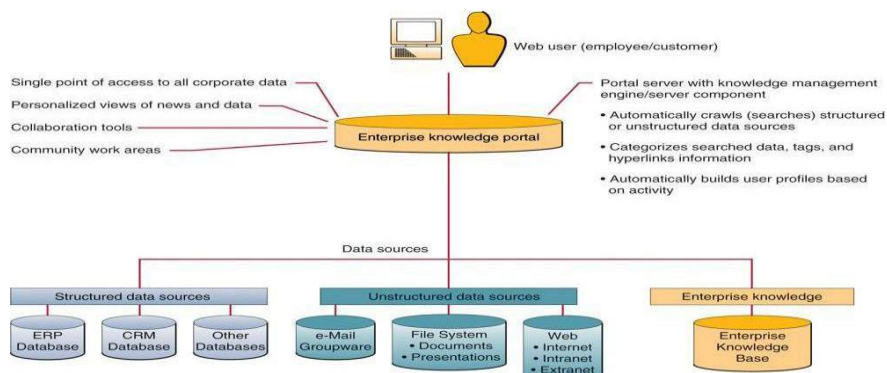 Web user (employee/customer)
Single point of access to all corporate data
Personalized views of news and data
Collaboration tools
Community work areas
Enterprise knowledge portal
Portal server with knowledge management
engine/server component
• Automatically crawls (searches) structured
or unstructured data sources
• Categorizes searched data, tags, and
hyperlinks information
• Automatically builds user profiles based
on activity
Data sources
Structured data sources
Unstructured data sources
Enterprise knowledge
ERP
Database
CRM
Database
Other
Databases
e-Mail
Groupware
File System
• Documents
• Presentations
Web
• Internet
• Intranet
• Extranet
Enterprise
Knowledge
Base